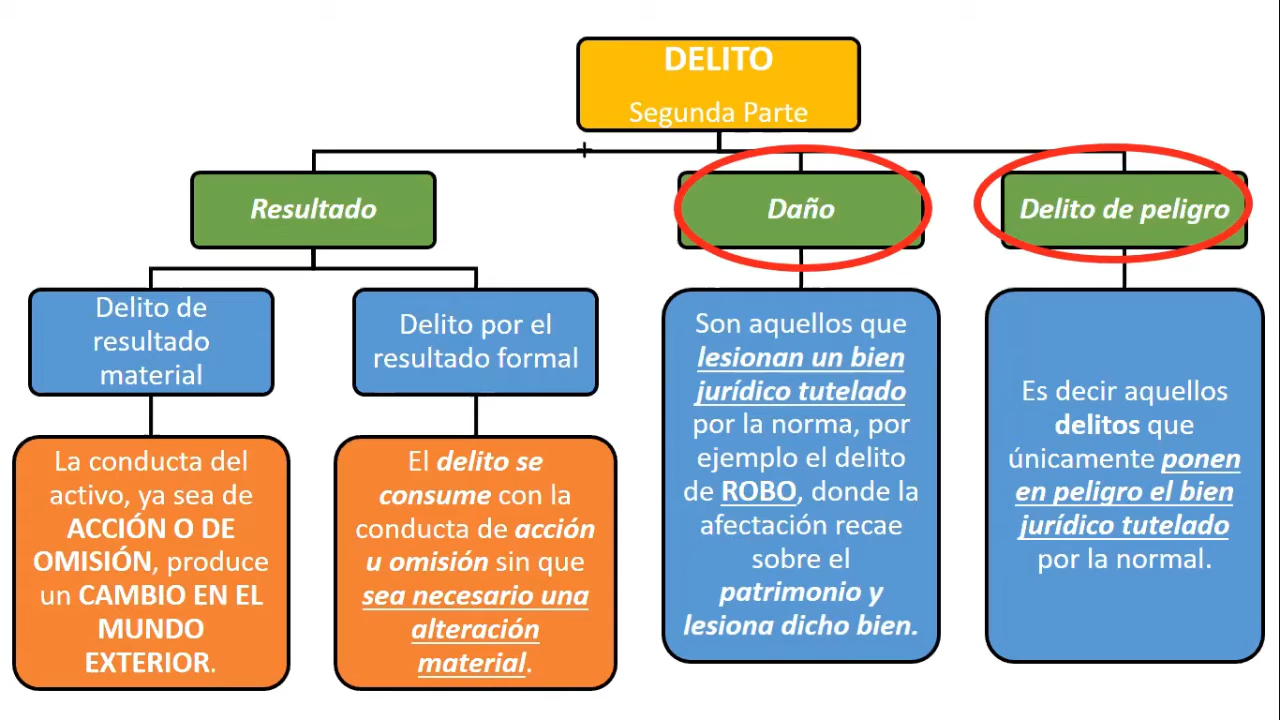 DELITO
Segunda Parte
Resultado
Daño
Delito de peligro
Delito de
resultado
material
Delito por el
resultado formal
La conducta del
activo, ya sea de
ACCIÓN O DE
OMISIÓN, produce
un CAMBIO EN EL
MUNDO
EXTERIOR.
El delito se
consume con la
conducta de acción
u omisión sin que
sea necesario una
alteración
material.
Son aquellos que
lesionan un bien
jurídico tutelado
por la norma, por
ejemplo el delito
de ROBO, donde la
afectación recae
sobre el
patrimonio y
lesiona dicho bien.
Es decir aquellos
delitos que
únicamente ponen
en peligro el bien
jurídico tutelado
por la normal.